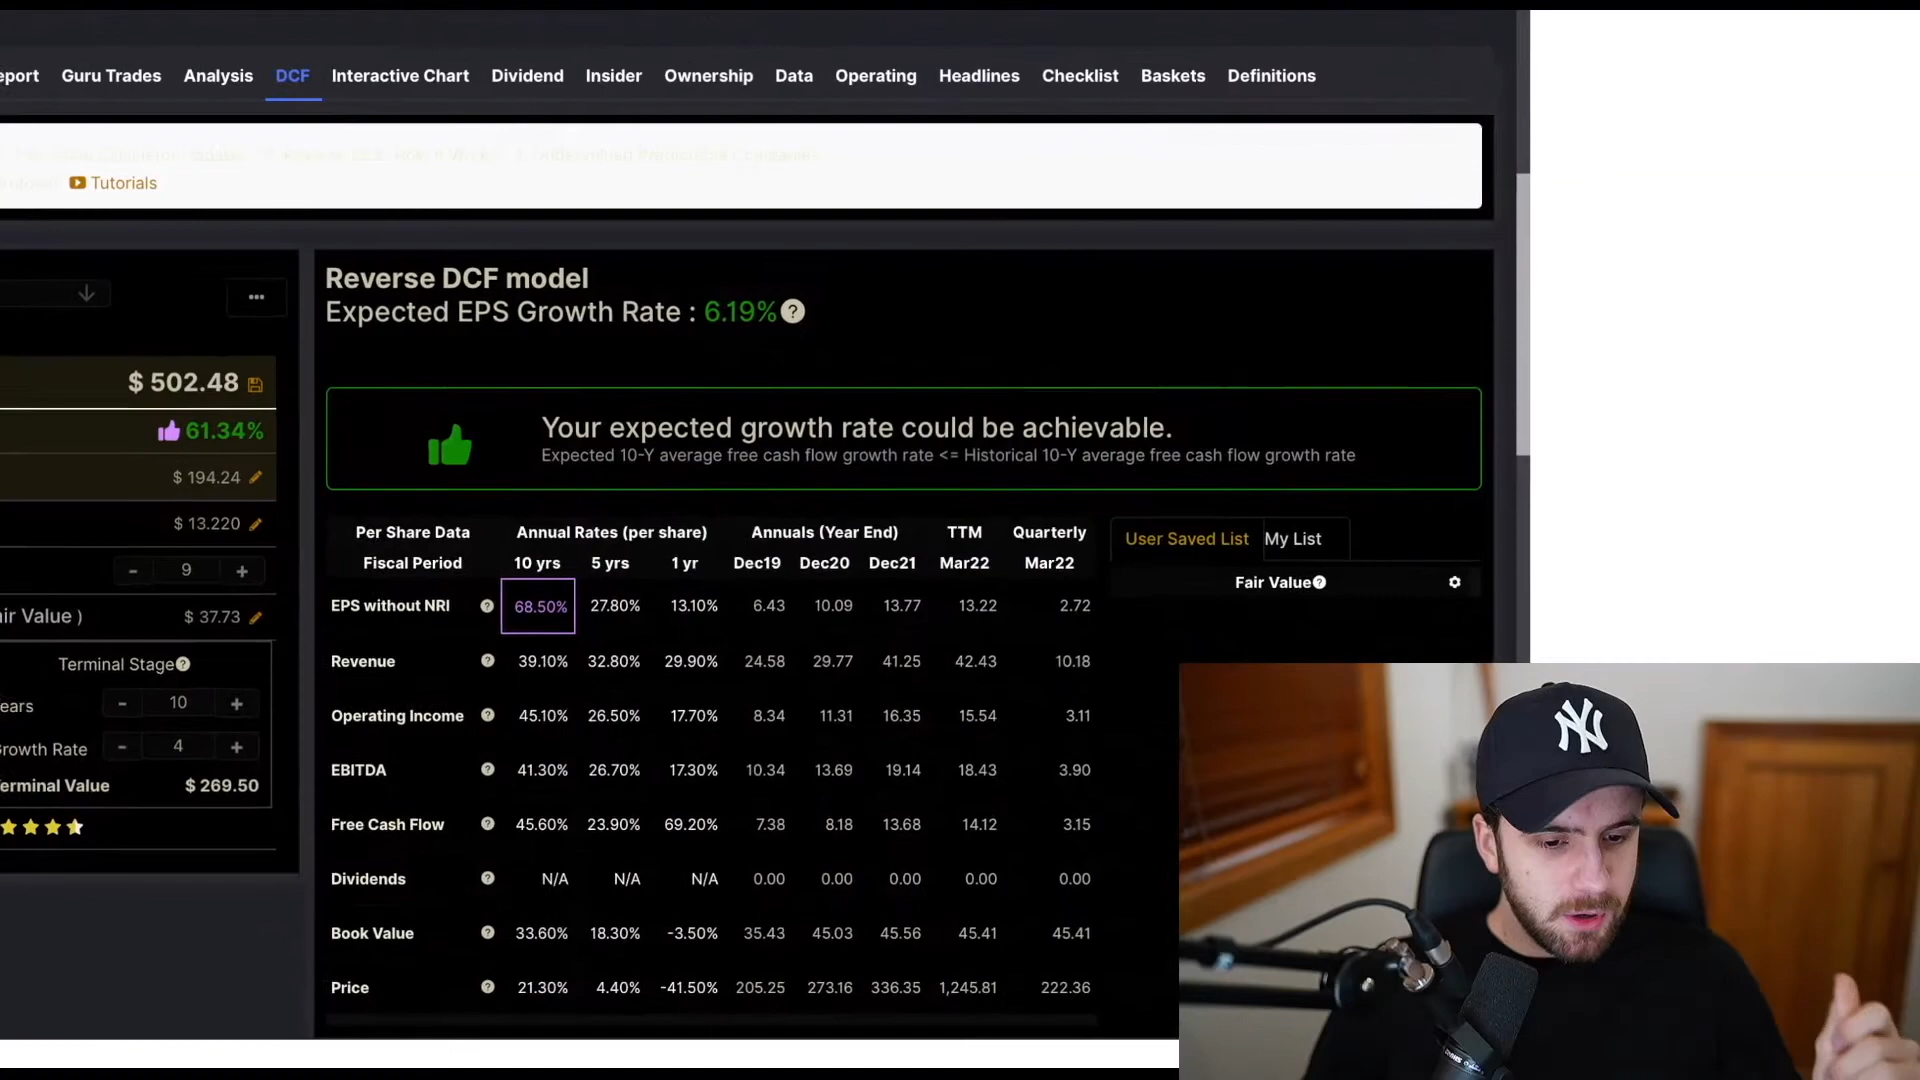 eport Guru Trades Analysis DCF Interactive Chart Dividend Insider Ownership Data Operating Headlines Checklist Baskets Definitions
Tutorials
$ 502.48
61.34%
$ 194.24
$ 13.220
- 9 +
ir Value ) $ 37.73
Terminal Stage
ears - 10 +
Growth Rate - 4 +
erminal Value $ 269.50
Reverse DCF model
Expected EPS Growth Rate : 6.19%
Your expected growth rate could be achievable.
Expected 10-Y average free cash flow growth rate <= Historical 10-Y average free cash flow growth rate
Per Share Data Annual Rates (per share) Annuals (Year End) TTM Quarterly
Fiscal Period 10 yrs 5 yrs 1 yr Dec19 Dec20 Dec21 Mar22 Mar22
EPS without NRI 68.50% 27.80% 13.10% 6.43 10.09 13.77 13.22 2.72
Revenue 39.10% 32.80% 29.90% 24.58 29.77 41.25 42.43 10.18
Operating Income 45.10% 26.50% 17.70% 8.34 11.31 16.35 15.54 3.11
EBITDA 41.30% 26.70% 17.30% 10.34 13.69 19.14 18.43 3.90
Free Cash Flow 45.60% 23.90% 69.20% 7.38 8.18 13.68 14.12 3.15
Dividends N/A N/A N/A 0.00 0.00 0.00 0.00 0.00
Book Value 33.60% 18.30% -3.50% 35.43 45.03 45.56 45.41 45.41
Price 21.30% 4.40% -41.50% 205.25 273.16 336.35 1,245.81 222.36
User Saved List My List
Fair Value
NY